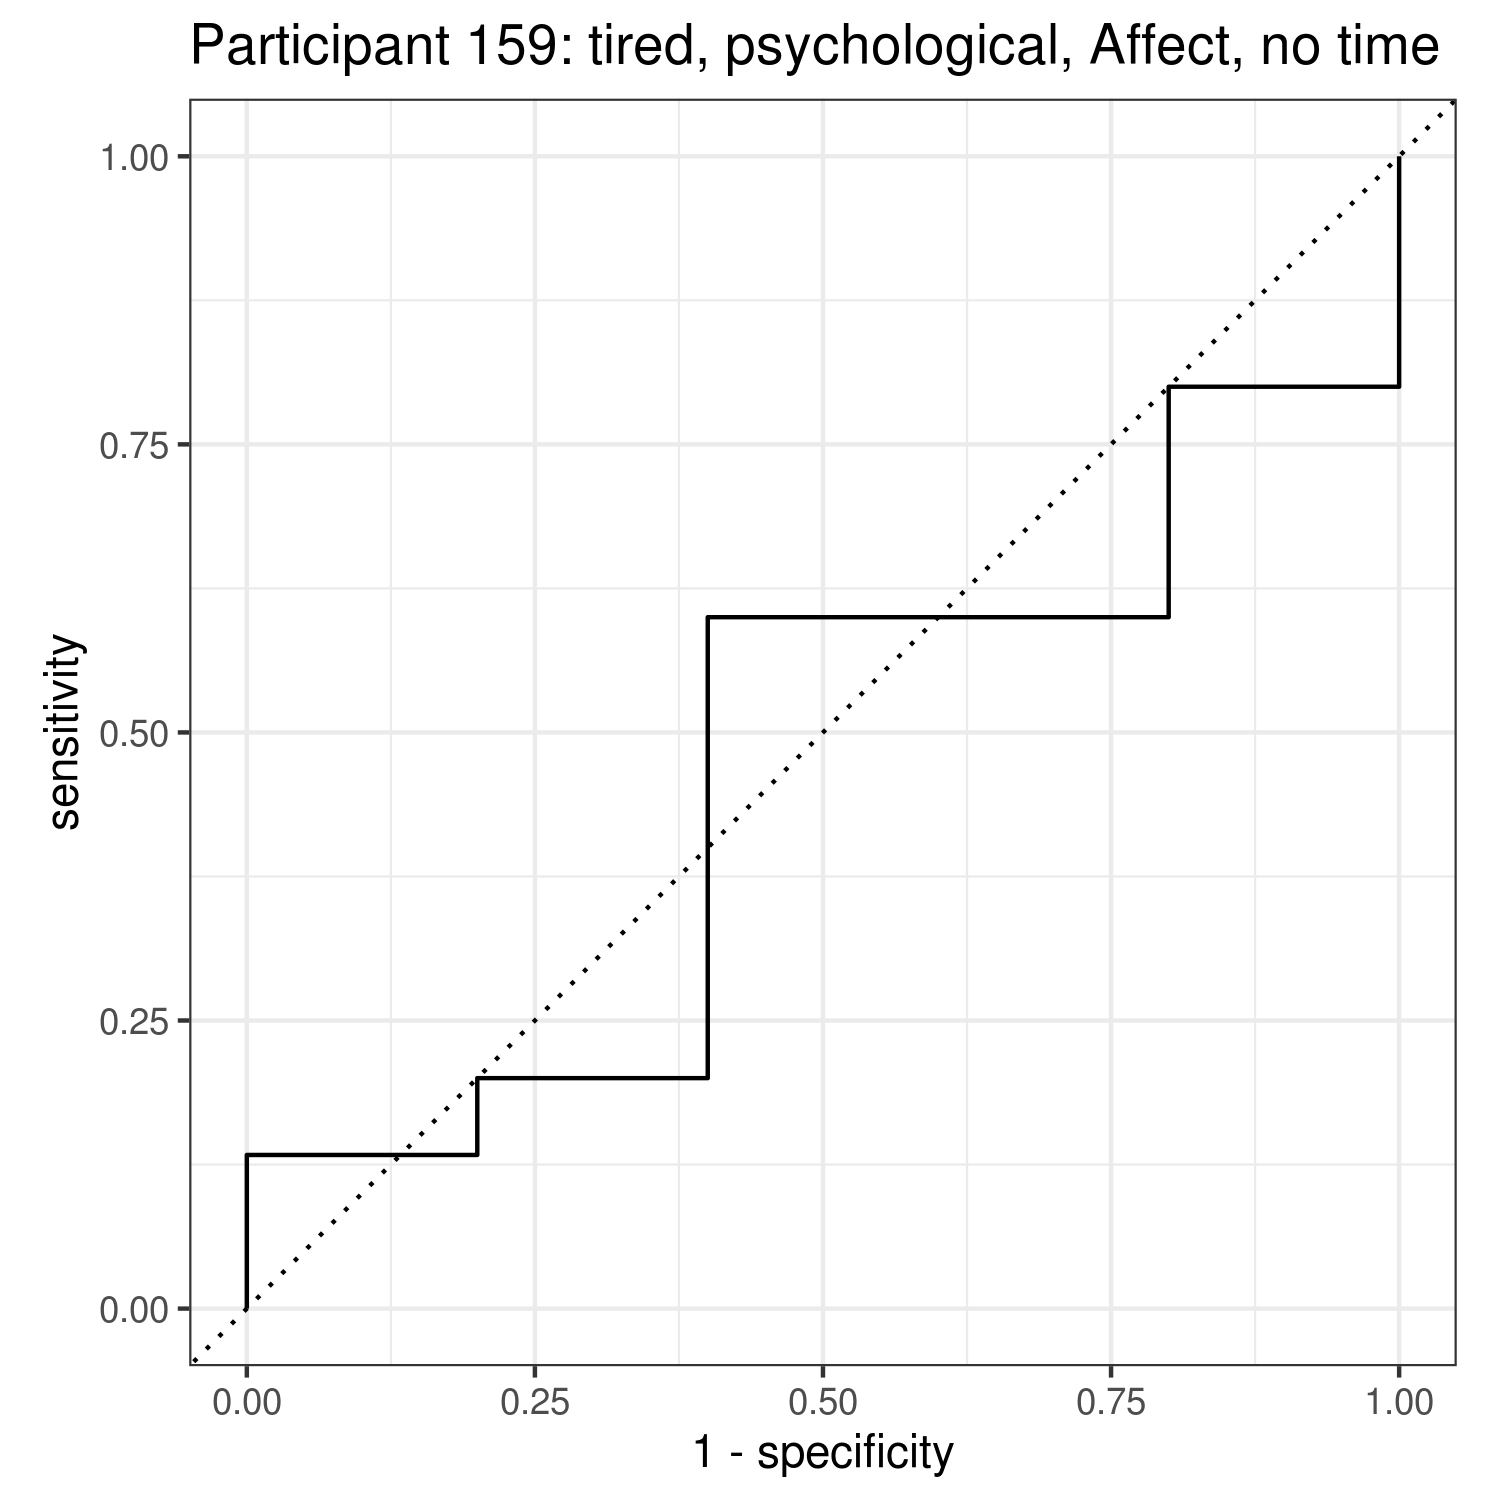 Participant 159: tired, psychological, Affect, no time
1.00
0.75
0.50
0.25
0.00
sensitivity
0.00 0.25 0.50 0.75 1.00
1 - specificity